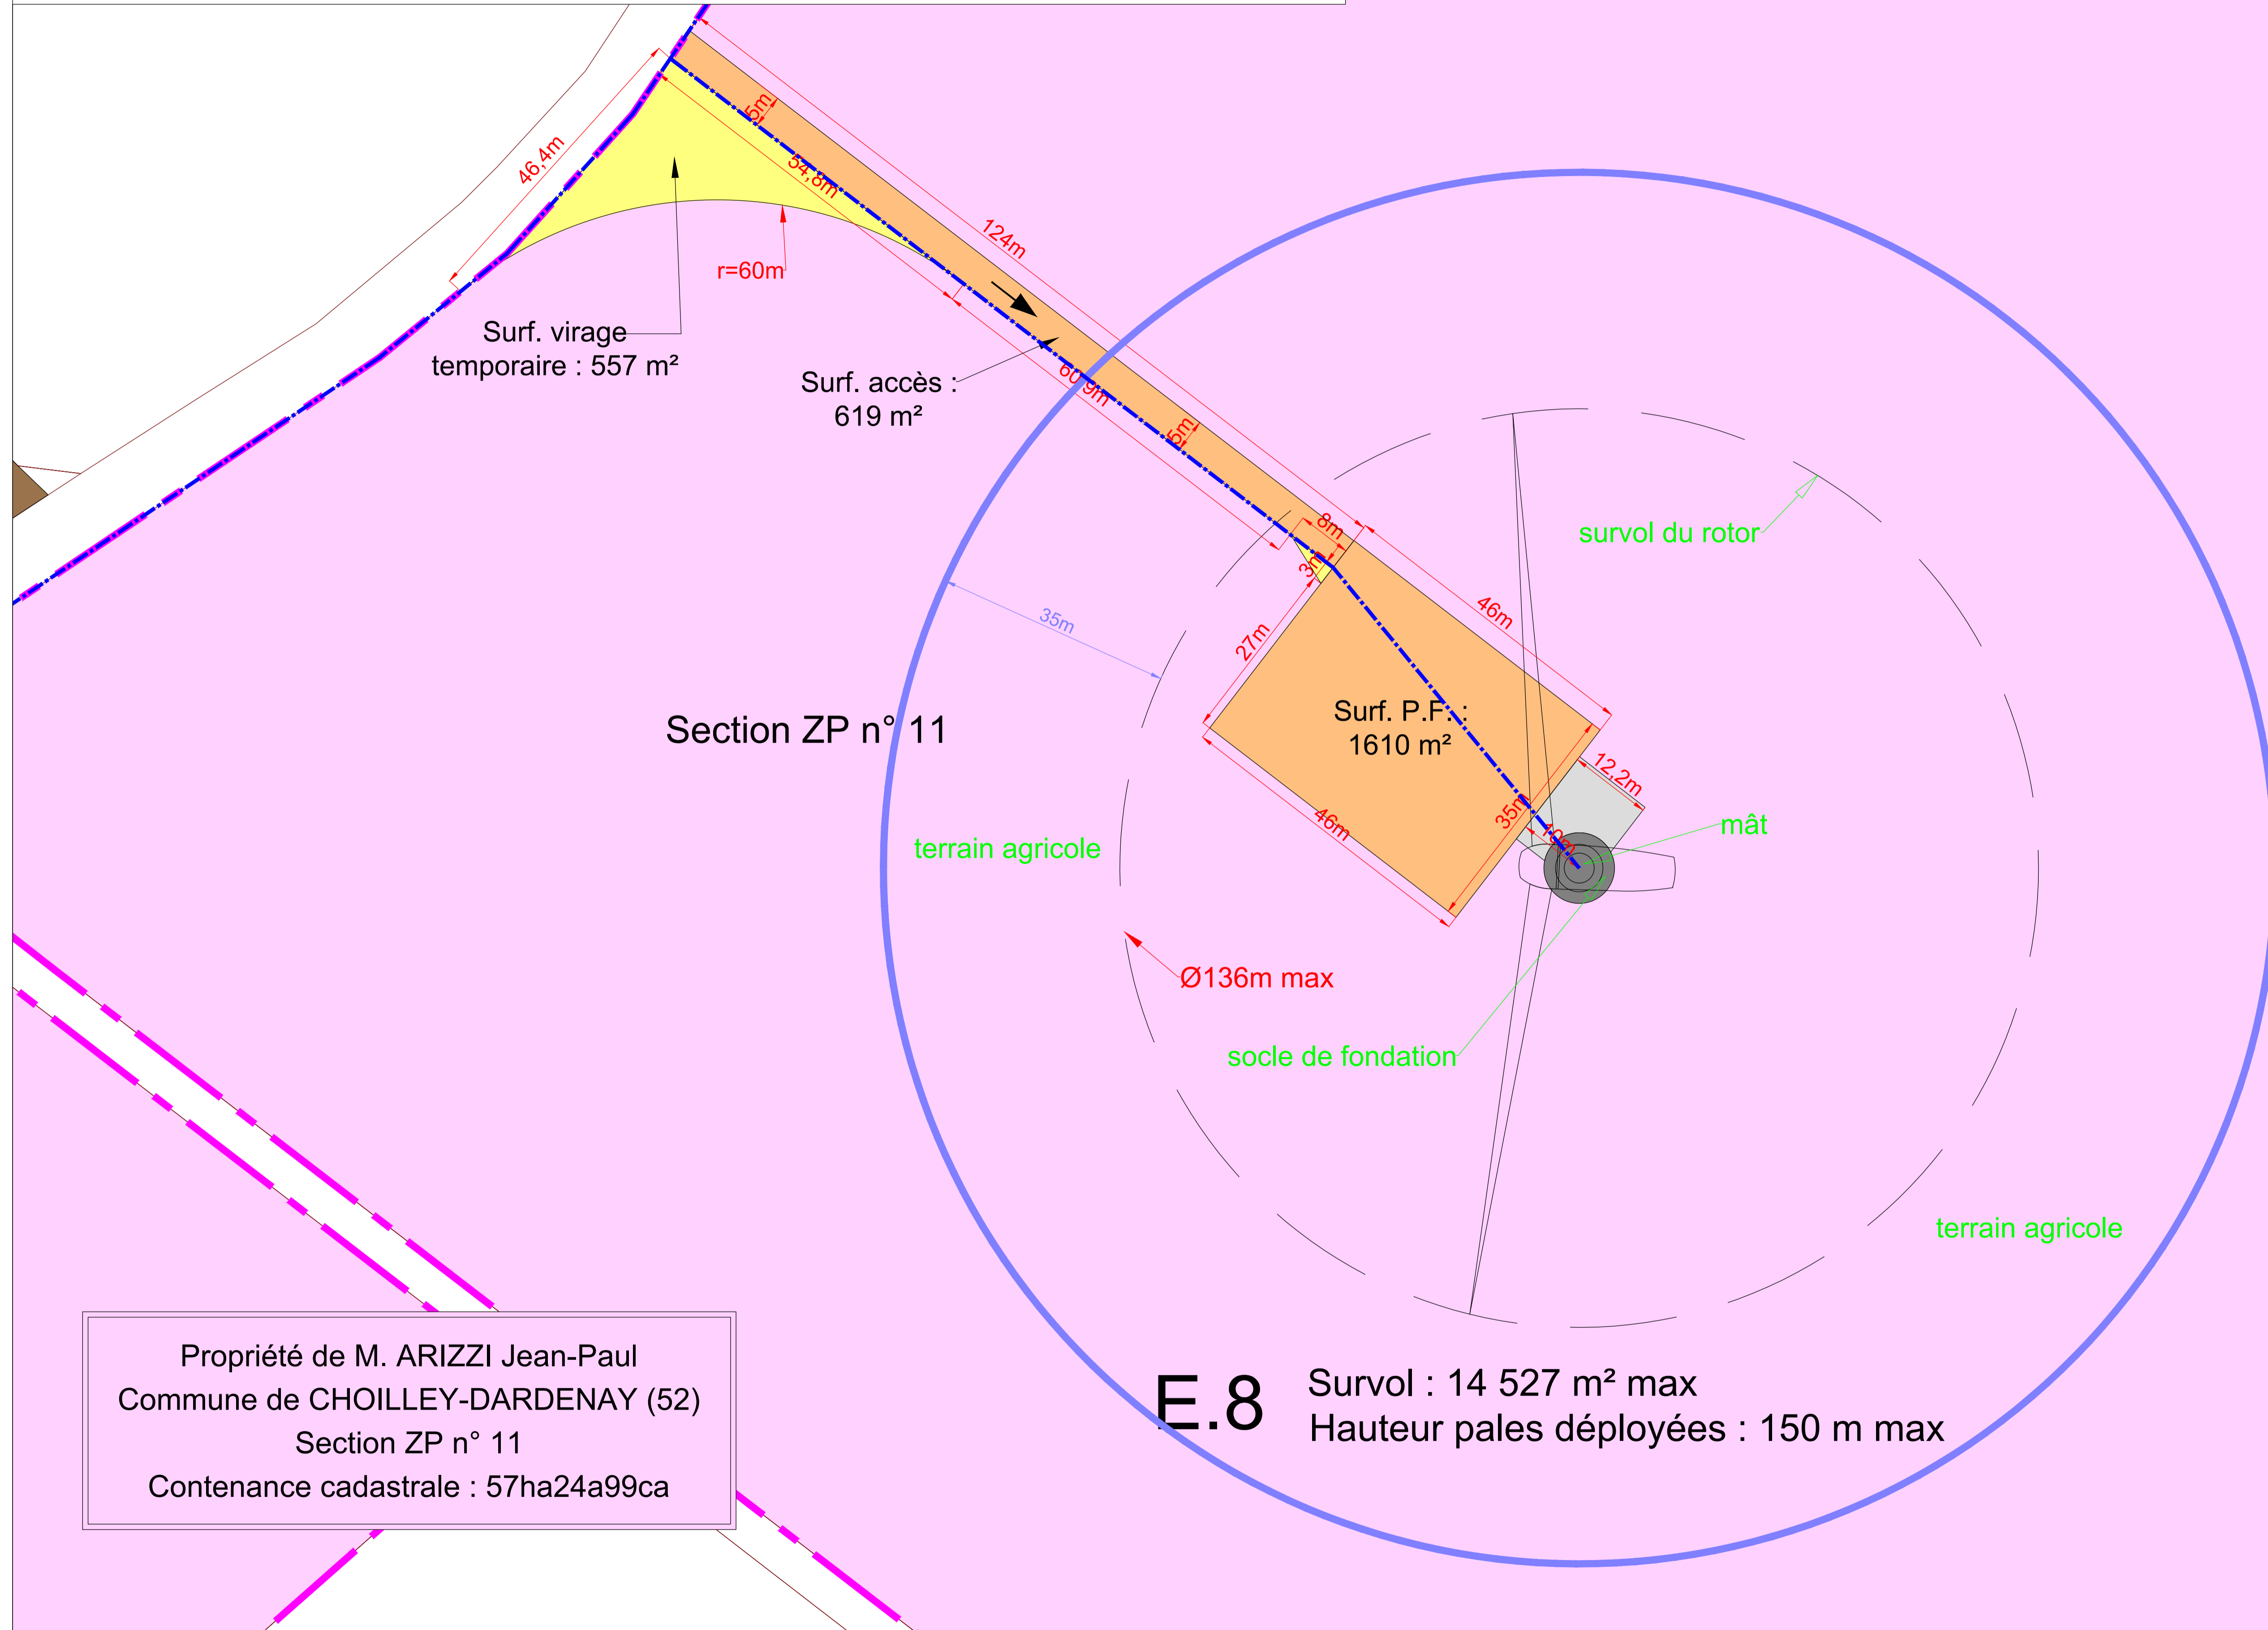 46,4m
5m
54,8m
124m
r=60m
Surf. virage
temporaire : 557 m²
Surf. accès :
619 m²
60,9m
5m
survol du rotor
8m
3m
46m
27m
35m
Section ZP n° 11
Surf. P.F. :
1610 m²
12,2m
35m
10m
mât
46m
terrain agricole
Ø136m max
socle de fondation
terrain agricole
Propriété de M. ARIZZI Jean-Paul
Commune de CHOILLEY-DARDENAY (52)
Section ZP n° 11
Contenance cadastrale : 57ha24a99ca
E.8
Survol : 14 527 m² max
Hauteur pales déployées : 150 m max